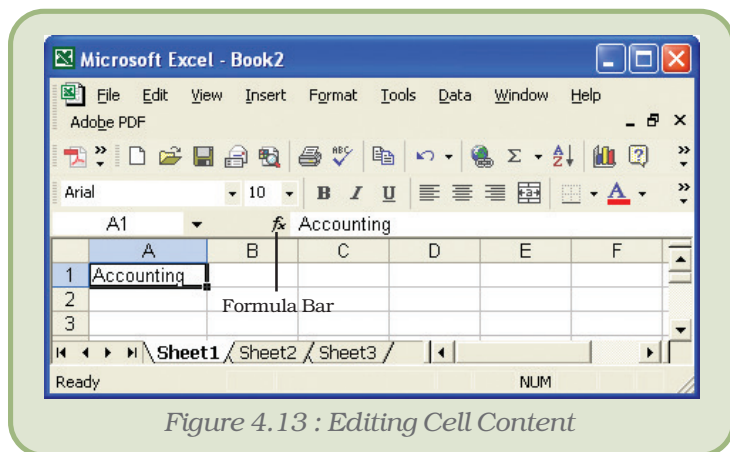 Microsoft Excel - Book2
File Edit View Insert Format Tools Data Window Help
Adobe PDF
ABC Σ A Z ?
Arial 10 B I U a A
A1 fx Accounting
A B C D E F
1 Accounting
2 Formula Bar
3
Sheet1 Sheet2 Sheet3
Ready NUM
Figure 4.13 : Editing Cell Content